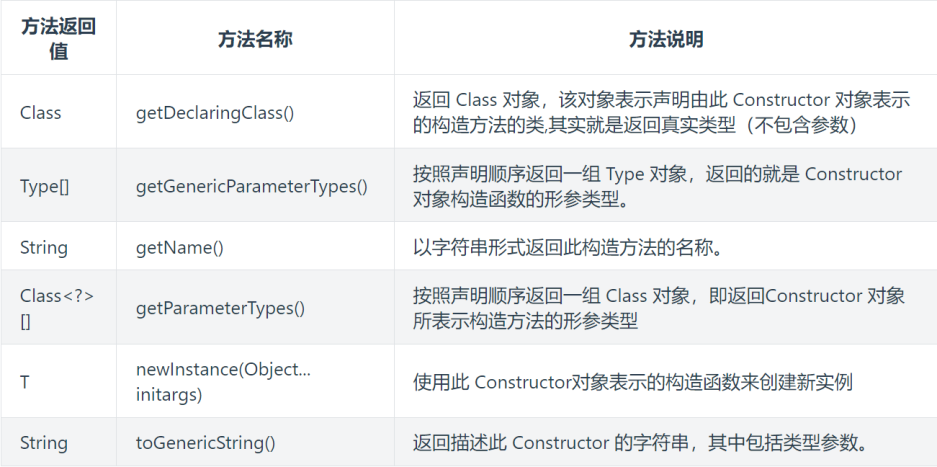 方法返回
值
方法名称
方法说明
Class
getDeclaringClass()
返回 Class 对象，该对象表示声明由此 Constructor 对象表示
的构造方法的类,其实就是返回真实类型（不包含参数）
Type[]
getGenericParameterTypes()
按照声明顺序返回一组 Type 对象，返回的就是 Constructor
对象构造函数的形参类型。
String
getName()
以字符串形式返回此构造方法的名称。
Class<?>
[]
getParameterTypes()
按照声明顺序返回一组 Class 对象，即返回Constructor 对象
所表示构造方法的形参类型
T
newInstance(Object...
initargs)
使用此 Constructor对象表示的构造函数来创建新实例
String
toGenericString()
返回描述此 Constructor 的字符串，其中包括类型参数。